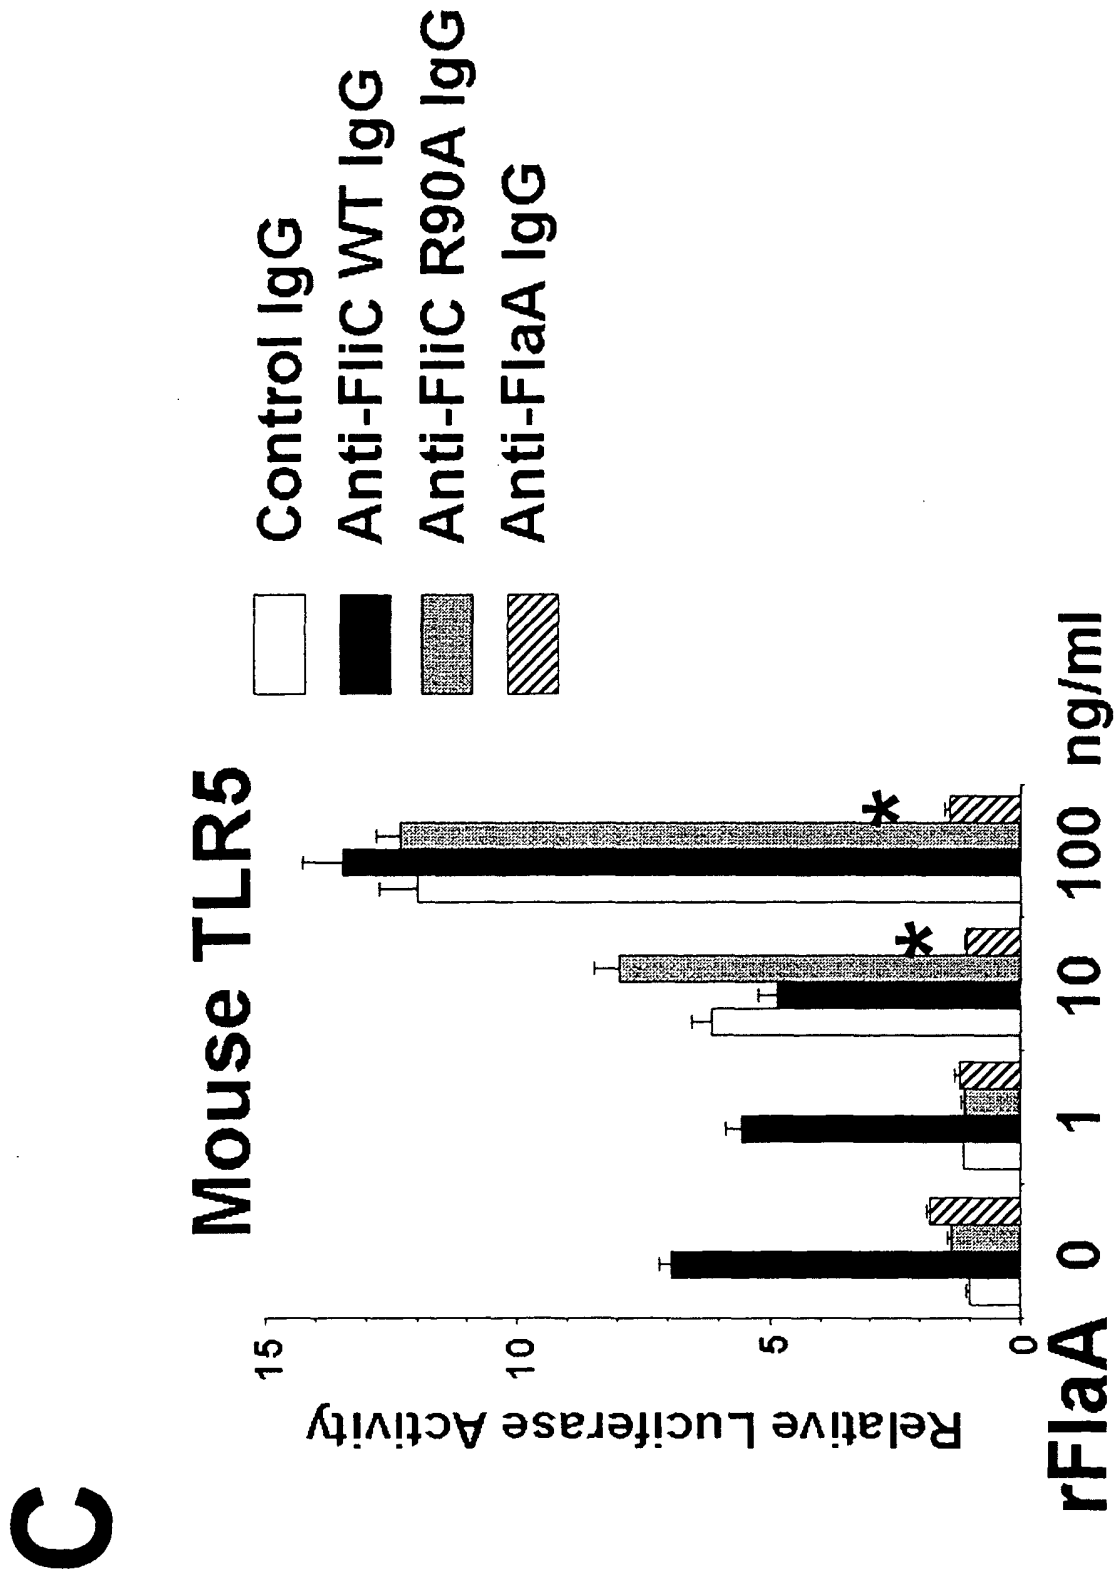 C
Mouse TLR5
Control IgG
Anti-FliC WT IgG
Anti-FliC R90A IgG
Anti-FlaA IgG
Relative Luciferase Activity
15
10
5
0
* *
rFlaA 0 1 10 100 ng/ml